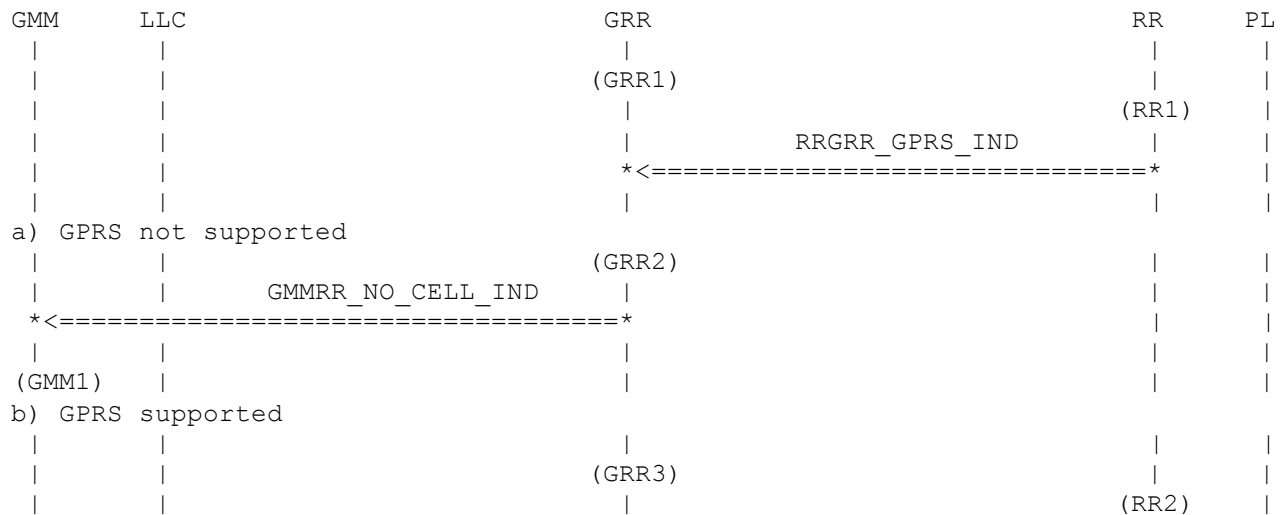 GMM LLC GRR RR PL
| | | | |
| | (GRR1) | |
| | | (RR1) |
| | | RRGRR_GPRS_IND | |
| | *<===============================* |
| | | | |
a) GPRS not supported
| | (GRR2) | |
| | GMMRR_NO_CELL_IND | | |
*<===================================* | |
| | | | |
(GMM1) | | | |
b) GPRS supported
| | | | |
| | (GRR3) | |
| | | (RR2) |